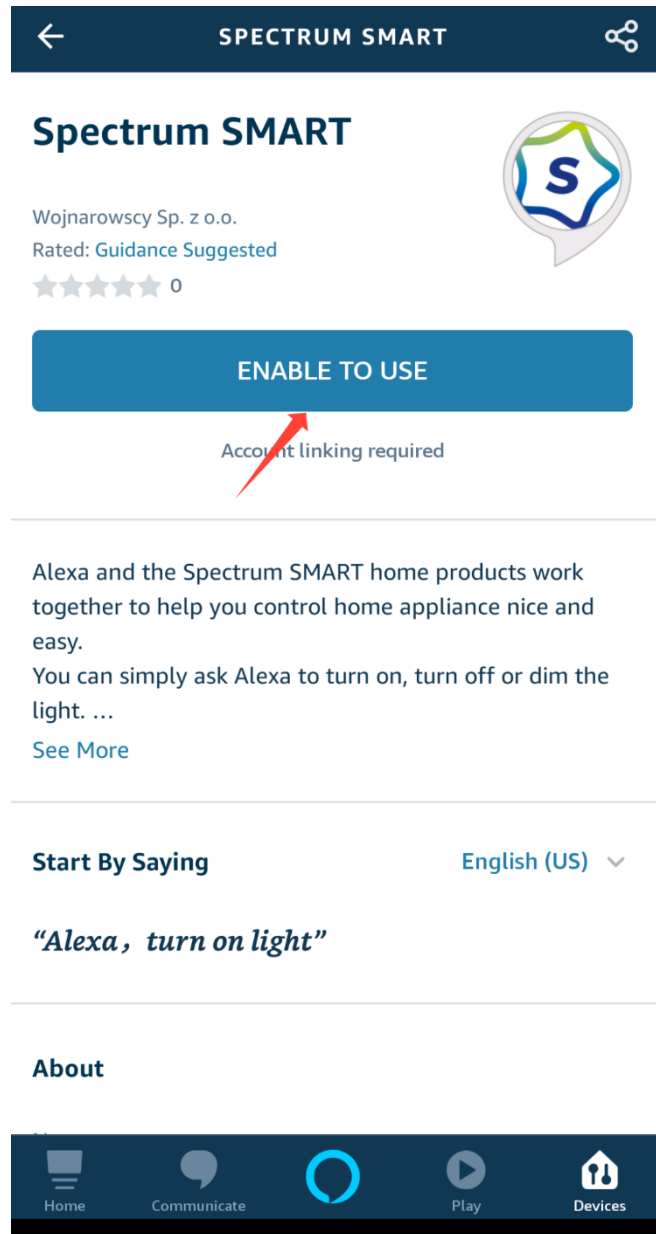 SPECTRUM SMART
Spectrum SMART
S
Wojnarowscy Sp. z o.o.
Rated: Guidance Suggested
0
ENABLE TO USE
Account linking required
Alexa and the Spectrum SMART home products work
together to help you control home appliance nice and
easy.
You can simply ask Alexa to turn on, turn off or dim the
light. ...
See More
Start By Saying English (US)
“Alexa，turn on light”
About
Home Communicate Play Devices